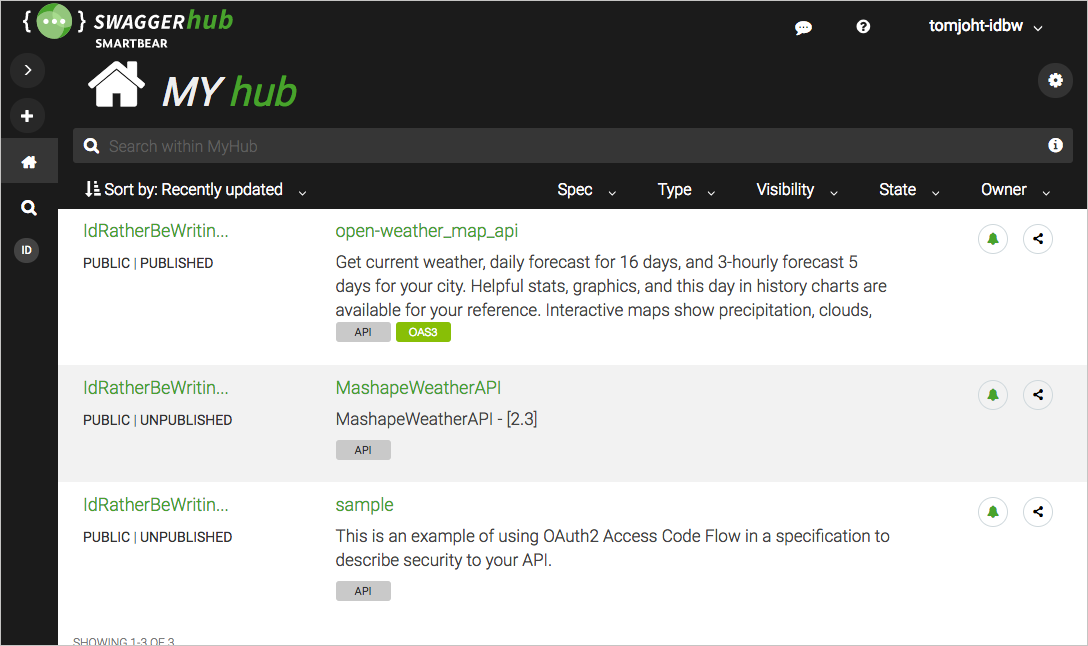 { } SWAGGERhub
SMARTBEAR
tomjoht-idbw
MY hub
Search within MyHub
Sort by: Recently updated Spec Type Visibility State Owner
ID
IdRatherBeWritin... open-weather_map_api
PUBLIC | PUBLISHED
Get current weather, daily forecast for 16 days, and 3-hourly forecast 5
days for your city. Helpful stats, graphics, and this day in history charts are
available for your reference. Interactive maps show precipitation, clouds,
API OAS3
IdRatherBeWritin... MashapeWeatherAPI
PUBLIC | UNPUBLISHED MashapeWeatherAPI - [2.3]
API
IdRatherBeWritin... sample
PUBLIC | UNPUBLISHED This is an example of using OAuth2 Access Code Flow in a specification to
describe security to your API.
API
SHOWING 1-3 OF 3